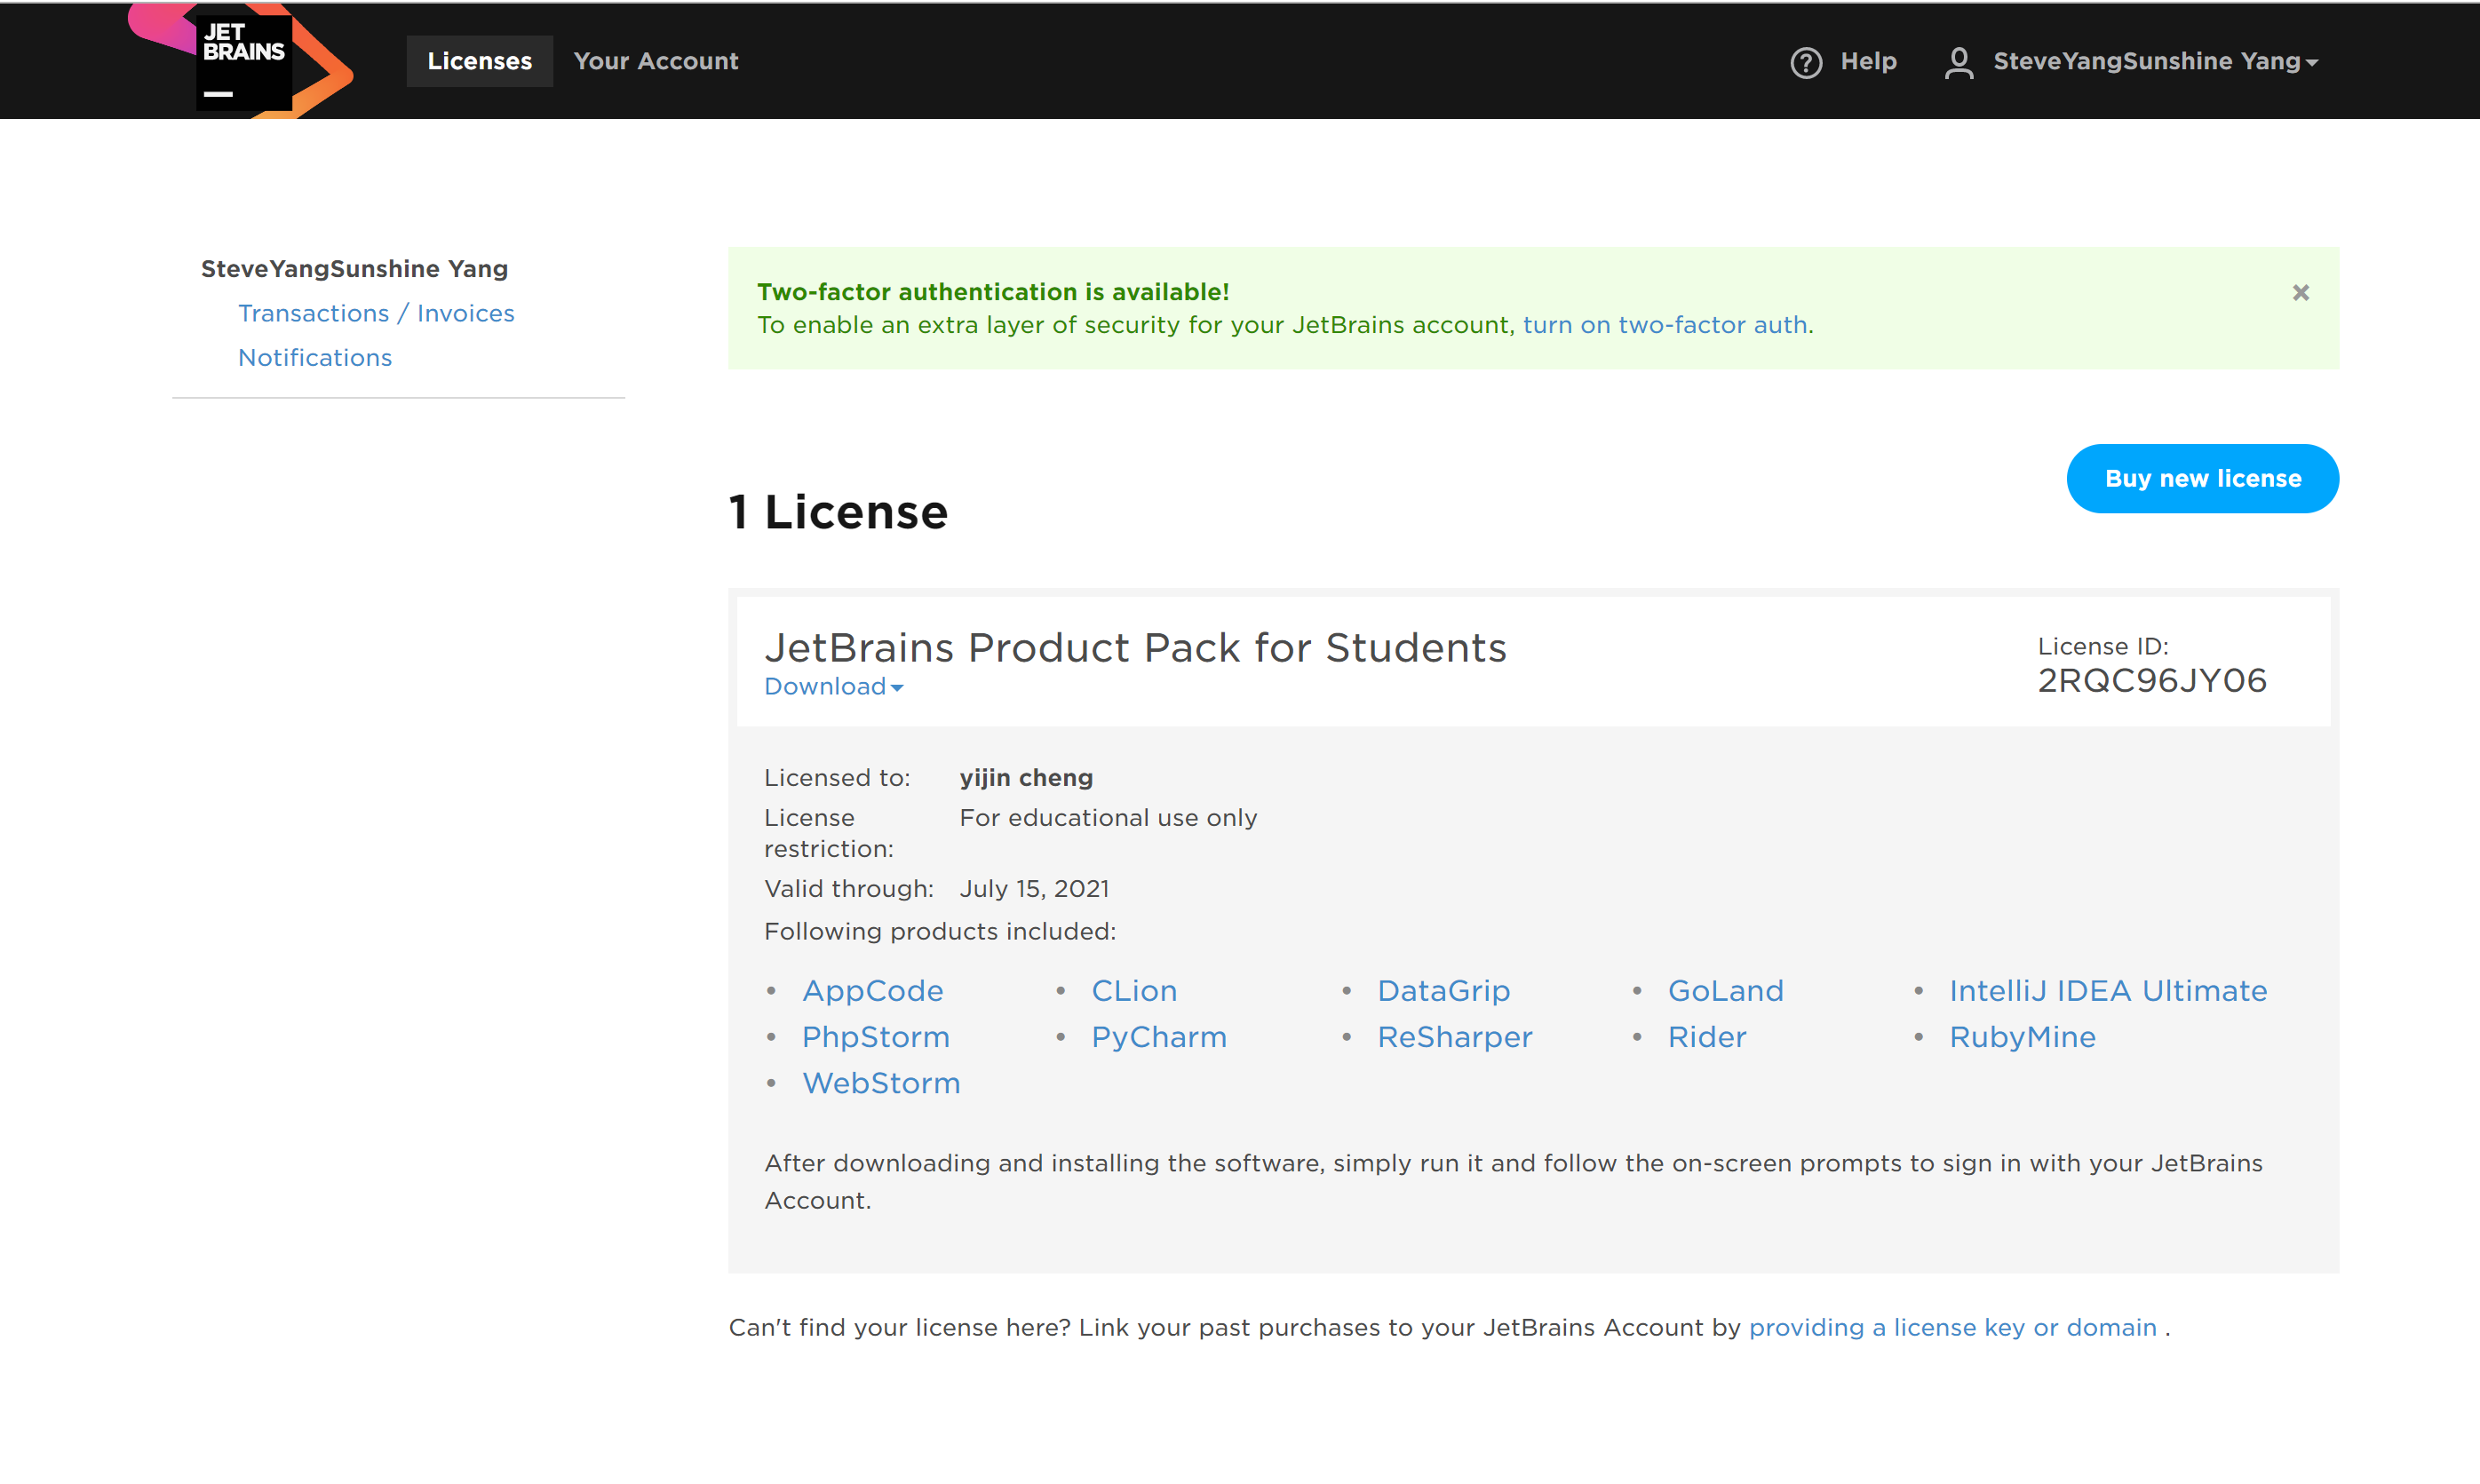 JET
BRAINS
Licenses
Your Account
Help
SteveYangSunshine Yang
SteveYangSunshine Yang
Transactions / Invoices
Notifications
Two-factor authentication is available!
To enable an extra layer of security for your JetBrains account, turn on two-factor auth.
Buy new license
1 License
JetBrains Product Pack for Students
Download
License ID:
2RQC96JY06
Licensed to: yijin cheng
License restriction: For educational use only
Valid through: July 15, 2021
Following products included:
• AppCode • CLion • DataGrip • GoLand • IntelliJ IDEA Ultimate
• PhpStorm • PyCharm • ReSharper • Rider • RubyMine
• WebStorm
After downloading and installing the software, simply run it and follow the on-screen prompts to sign in with your JetBrains
Account.
Can't find your license here? Link your past purchases to your JetBrains Account by providing a license key or domain .